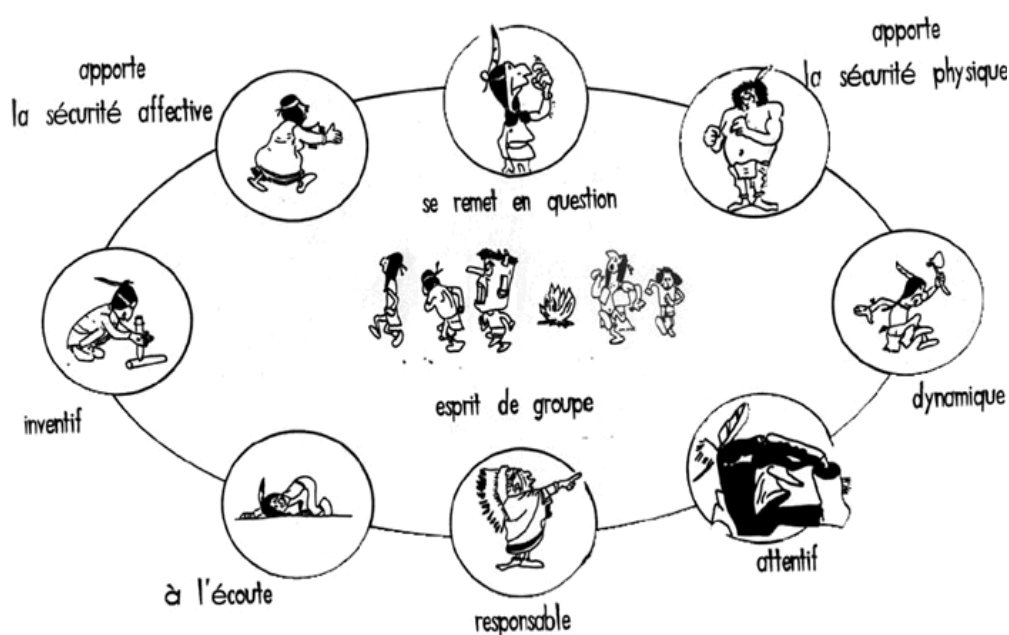 apporte
la sécurité affective
apporte
la sécurité physique
se remet en question
inventif
esprit de groupe
dynamique
à l'écoute
responsable
attentif